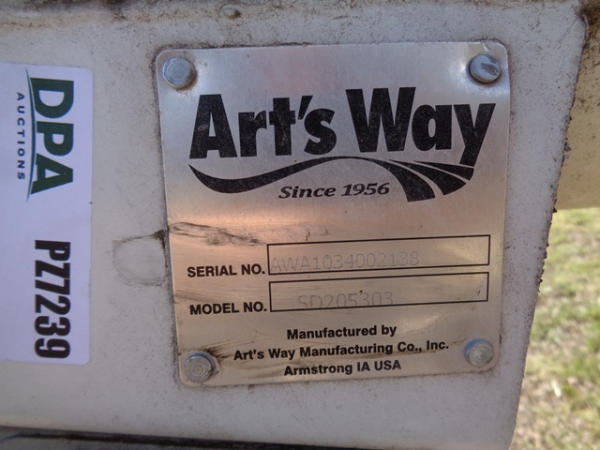 DPA
AUCTIONS
PZ7239
Art's Way
Since 1956
SERIAL NO. AWA1034002138
MODEL NO. SD205303
Manufactured by
Art's Way Manufacturing Co., Inc.
Armstrong IA USA